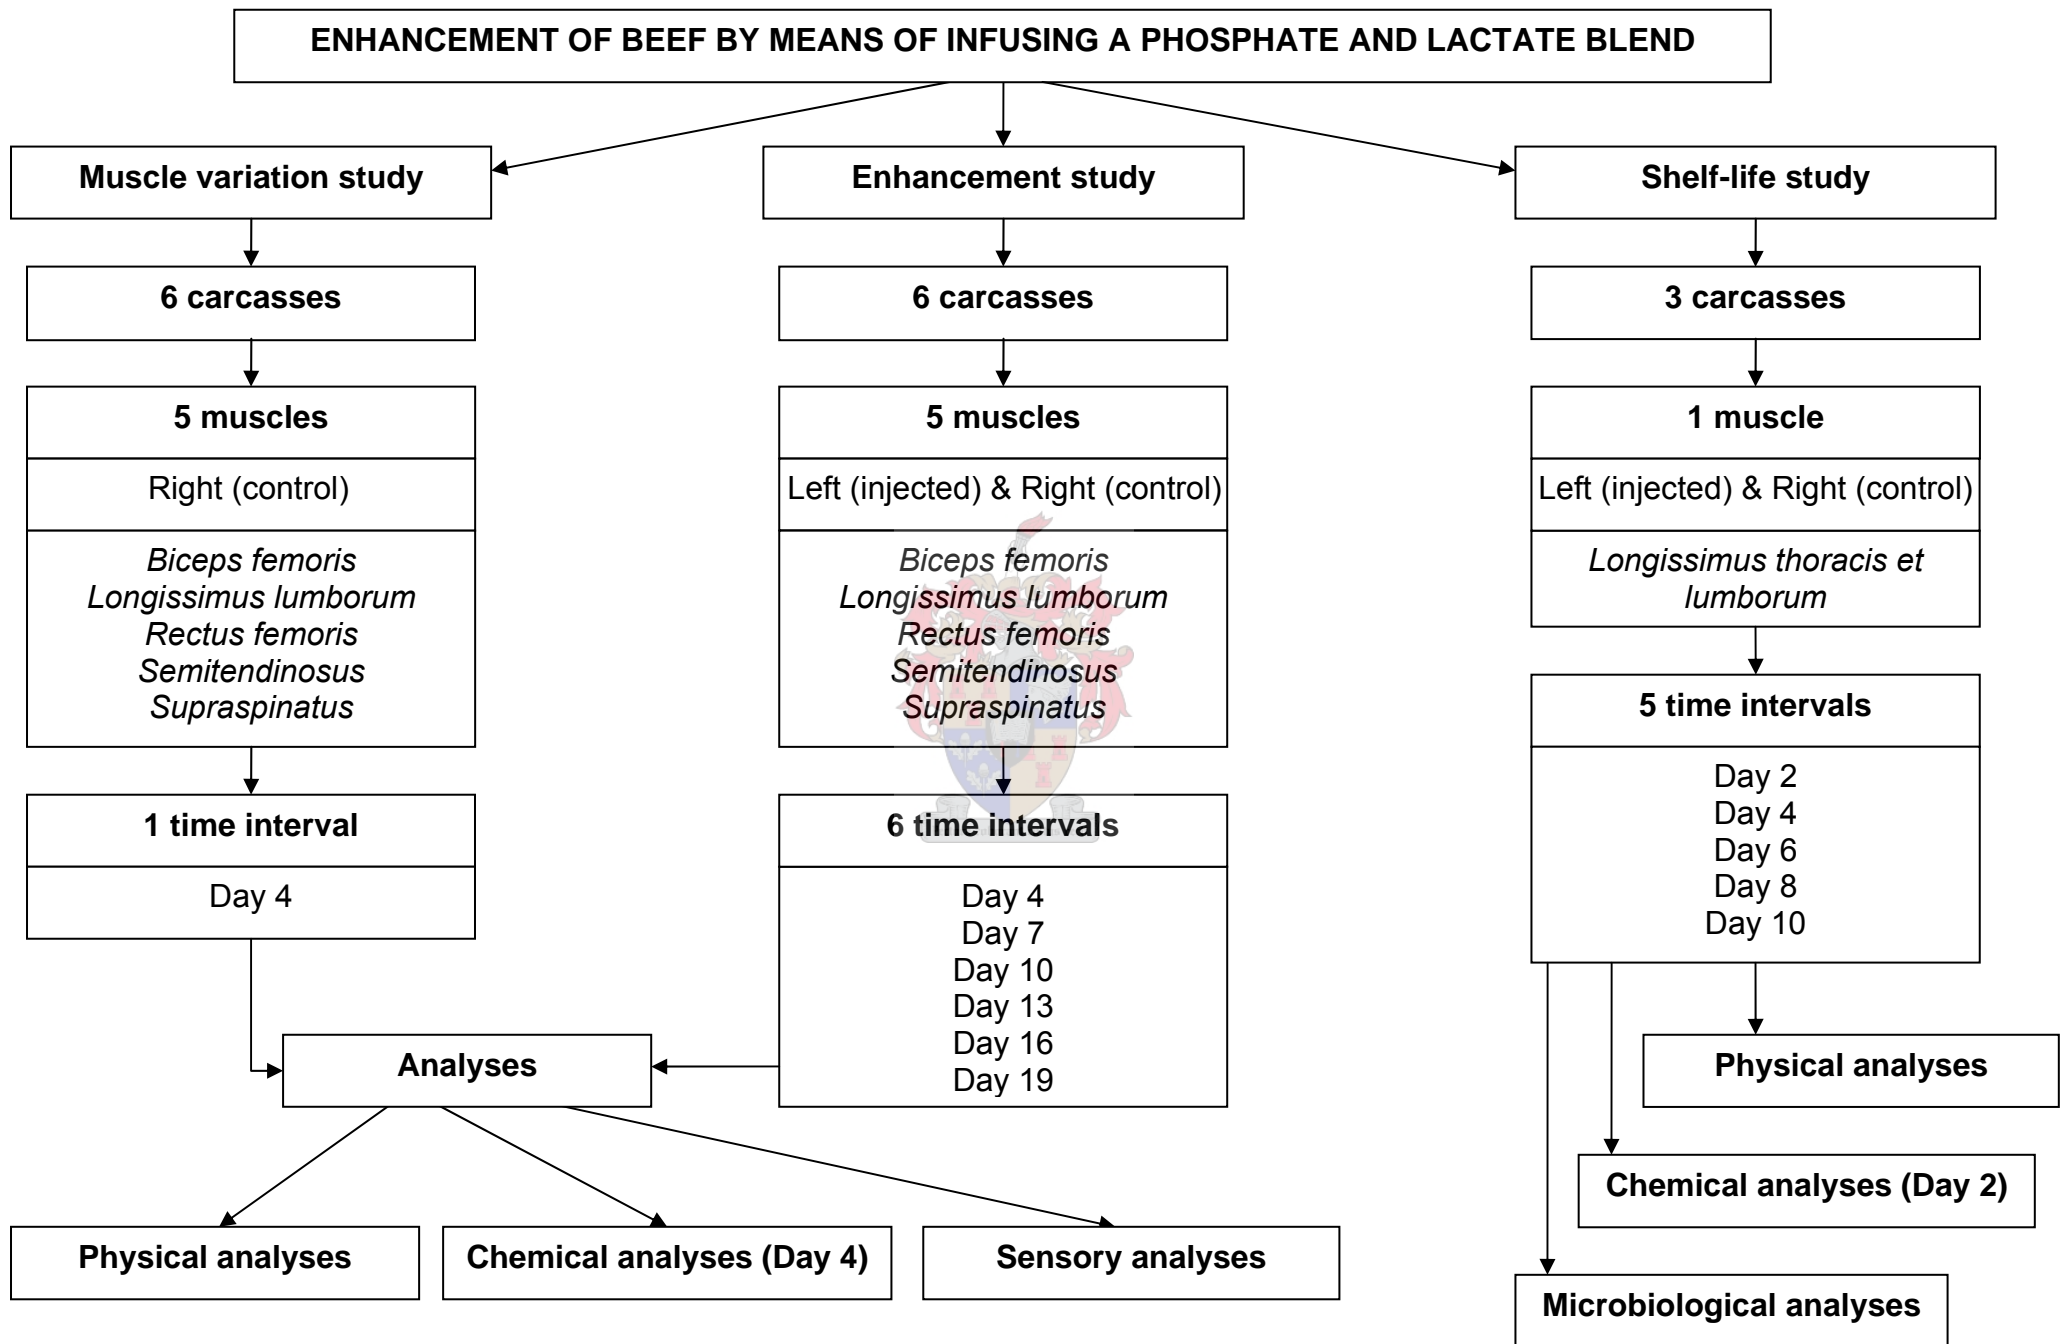 ENHANCEMENT OF BEEF BY MEANS OF INFUSING A PHOSPHATE AND LACTATE BLEND
Muscle variation study
6 carcasses
5 muscles
Right (control)
Biceps femoris
Longissimus lumborum
Rectus femoris
Semitendinosus
Supraspinatus
1 time interval
Day 4
Enhancement study
6 carcasses
5 muscles
Left (injected) & Right (control)
Biceps femoris
Longissimus lumborum
Rectus femoris
Semitendinosus
Supraspinatus
6 time intervals
Day 4
Day 7
Day 10
Day 13
Day 16
Day 19
Analyses
Physical analyses
Chemical analyses (Day 4)
Sensory analyses
Shelf-life study
3 carcasses
1 muscle
Left (injected) & Right (control)
Longissimus thoracis et
lumborum
5 time intervals
Day 2
Day 4
Day 6
Day 8
Day 10
Physical analyses
Chemical analyses (Day 2)
Microbiological analyses